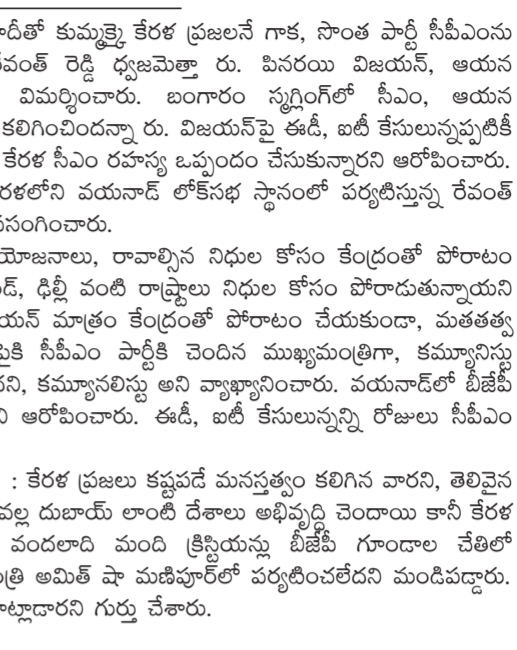 కుమ్మక్కై కేరళ ప్రజలనే గాక, సొంత పార్టీ సీపీఎంను
రెడ్డి ధ్వజమెత్తా రు. పినరయి విజయన్, ఆయన
విమర్శించారు. బంగారం స్మగ్లింగ్‌లో సీఎం, ఆయన
కలిగించిందన్నా రు. విజయన్‌పై ఈడీ, ఐటీ కేసులున్నప్పటికీ
కేరళ సీఎం రహస్య ఒప్పందం చేసుకున్నారని ఆరోపించారు.
వయనాడ్ లోక్‌సభ స్థానంలో పర్యటిస్తున్న రేవంత్
సంగించారు.
యోజనాలు, రావాల్సిన నిధుల కోసం కేంద్రంతో పోరాటం
డ్, ఢిల్లీ వంటి రాష్ట్రాలు నిధుల కోసం పోరాడుతున్నాయని
యన్ మాత్రం కేంద్రంతో పోరాటం చేయకుండా, మతతత్వ
పైకి సీపీఎం పార్టీకి చెందిన ముఖ్యమంత్రిగా, కమ్యూనిస్టు
కమ్యూనలిస్టు అని వ్యాఖ్యానించారు. వయనాడ్‌లో బీజేపీ
ఆరోపించారు. ఈడీ, ఐటీ కేసులున్నన్ని రోజులు సీపీఎం
: కేరళ ప్రజలు కష్టపడే మనస్తత్వం కలిగిన వారని, తెలివైన
వల్ల దుబాయ్ లాంటి దేశాలు అభివృద్ధి చెందాయి కానీ కేరళ
వందలాది మంది క్రిస్టియన్లు బీజేపీ గూండాల చేతిలో
త్రి అమిత్ షా మణిపూర్‌లో పర్యటించలేదని మండిపడ్డారు.
ట్లాడారని గుర్తు చేశారు.